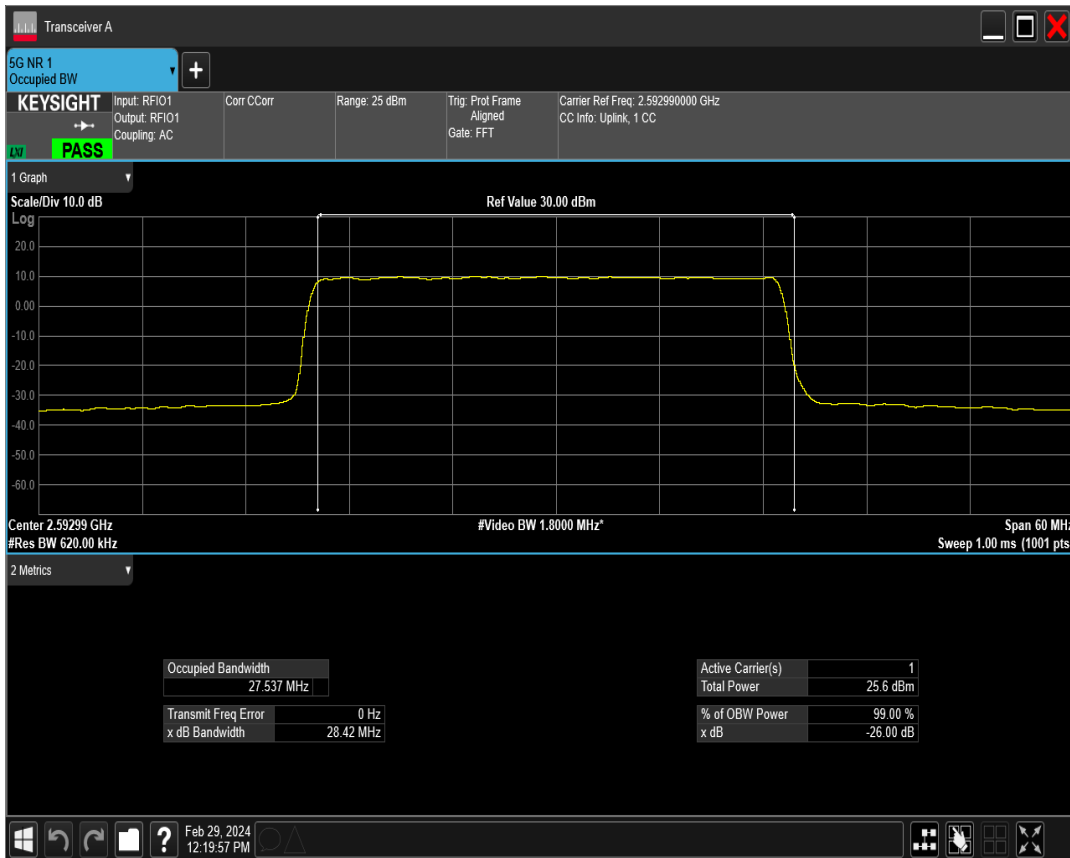 Transceiver A
5G NR 1
Occupied BW
KEYSIGHT
LXI
PASS
Input: RFIO1
Output: RFIO1
Coupling: AC
Corr CCorr
Range: 25 dBm
Trig: Prot Frame
Aligned
Gate: FFT
Carrier Ref Freq: 2.592990000 GHz
CC Info: Uplink, 1 CC
1 Graph
Scale/Div 10.0 dB
Ref Value 30.00 dBm
Log
20.0
10.0
0.00
-10.0
-20.0
-30.0
-40.0
-50.0
-60.0
Center 2.59299 GHz
#Video BW 1.8000 MHz*
Span 60 MHz
#Res BW 620.00 kHz
Sweep 1.00 ms (1001 pts
2 Metrics
Occupied Bandwidth
27.537 MHz
Transmit Freq Error 0 Hz
x dB Bandwidth 28.42 MHz
Active Carrier(s) 1
Total Power 25.6 dBm
% of OBW Power 99.00 %
x dB -26.00 dB
?
Feb 29, 2024
12:19:57 PM